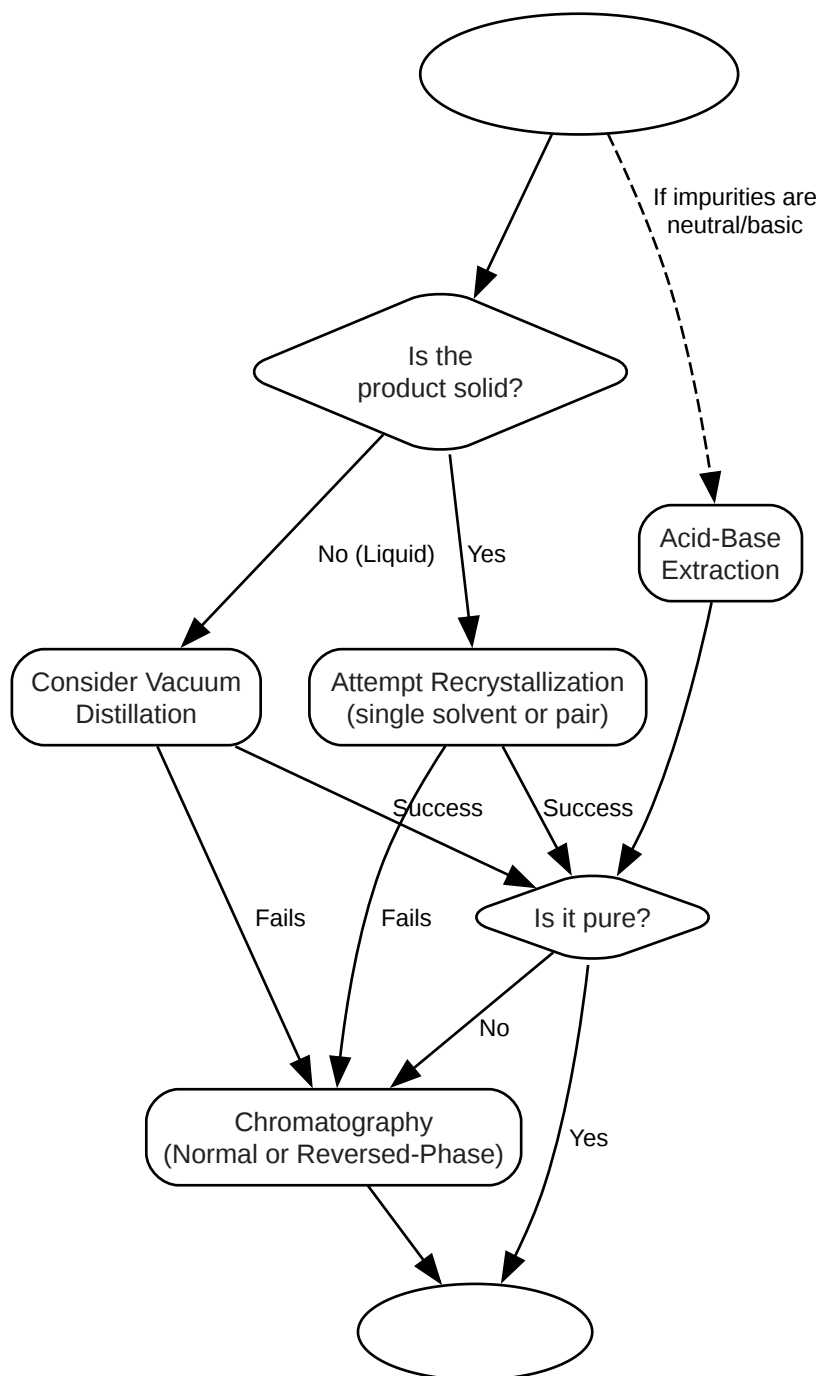 If impurities are
neutral/basic
Is the
product solid?
No (Liquid)
Yes
Acid-Base
Extraction
Consider Vacuum
Distillation
Attempt Recrystallization
(single solvent or pair)
Success
Success
Fails
Fails
Is it pure?
No
Chromatography
(Normal or Reversed-Phase)
Yes